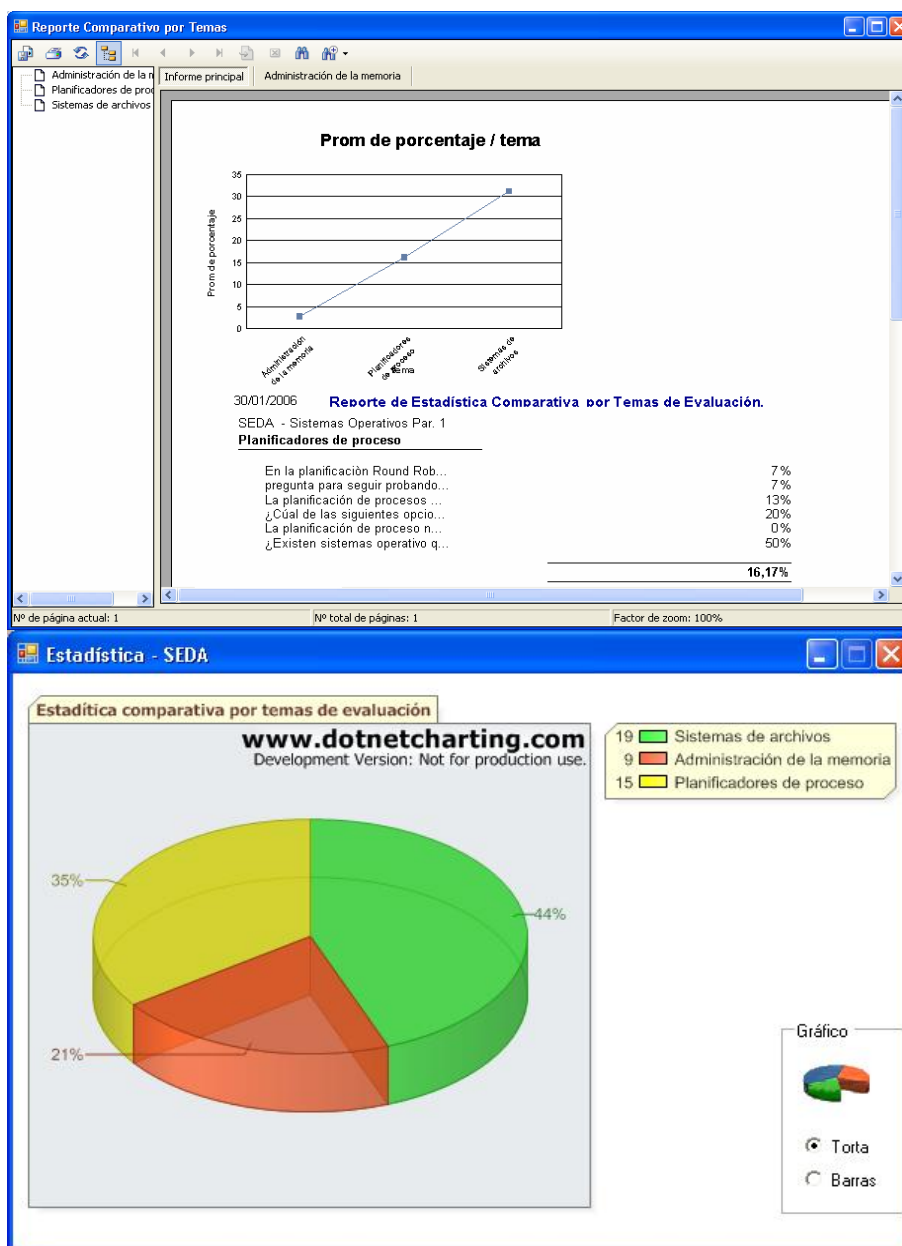 Reporte Comparativo por Temas
Administración de la m
Planificadores de proc
Sistemas de archivos
Informe principal
Administración de la memoria
Prom de porcentaje / tema
35
30
25
20
15
10
5
0
Prom de porcentaje
Administración
de la memoria
Planificadores
de proceso
Sistemas de
archivos
Tema
30/01/2006 Reporte de Estadística Comparativa por Temas de Evaluación.
SEDA - Sistemas Operativos Par. 1
Planificadores de proceso
En la planificaciòn Round Rob... 7%
pregunta para seguir probando... 7%
La planificación de procesos ... 13%
¿Cúal de las siguientes opcio... 20%
La planificación de proceso n... 0%
¿Existen sistemas operativo q... 50%
16,17%
Nº de página actual: 1
Nº total de páginas: 1
Factor de zoom: 100%
Estadística - SEDA
Estadítica comparativa por temas de evaluación
www.dotnetcharting.com
Development Version: Not for production use.
19 Sistemas de archivos
9 Administración de la memoria
15 Planificadores de proceso
35%
44%
21%
Gráfico
Torta
Barras